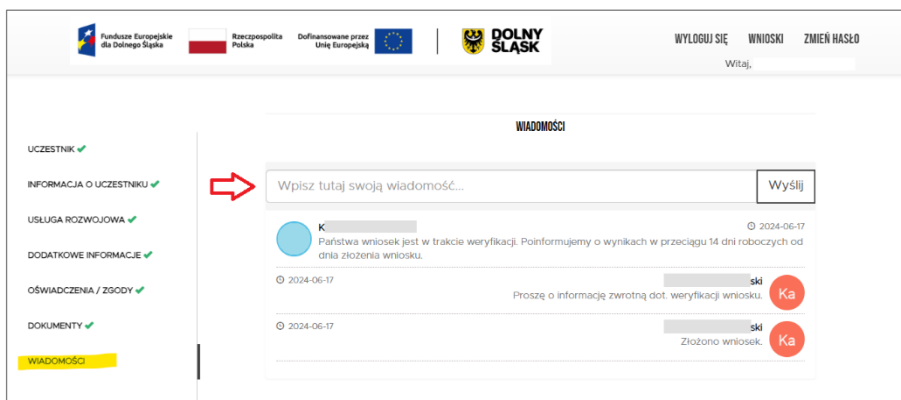 Fundusze Europejskie
dla Dolnego Śląska
Rzeczpospolita
Polska
Dofinansowane przez
Unię Europejską
DOLNY
ŚLĄSK
WYLOGUJ SIĘ WNIOSKI ZMIEŃ HASŁO
Witaj,
UCZESTNIK
INFORMACJA O UCZESTNIKU
USŁUGA ROZWOJOWA
DODATKOWE INFORMACJE
OŚWIADCZENIA / ZGODY
DOKUMENTY
WIADOMOŚCI
WIADOMOŚCI
Wpisz tutaj swoją wiadomość... Wyślij
K 2024-06-17
Państwa wniosek jest w trakcie weryfikacji. Poinformujemy o wynikach w przeciągu 14 dni roboczych od
dnia złożenia wniosku.
2024-06-17 ski
Proszę o informację zwrotną dot. weryfikacji wniosku. Ka
2024-06-17 ski
Złożono wniosek. Ka